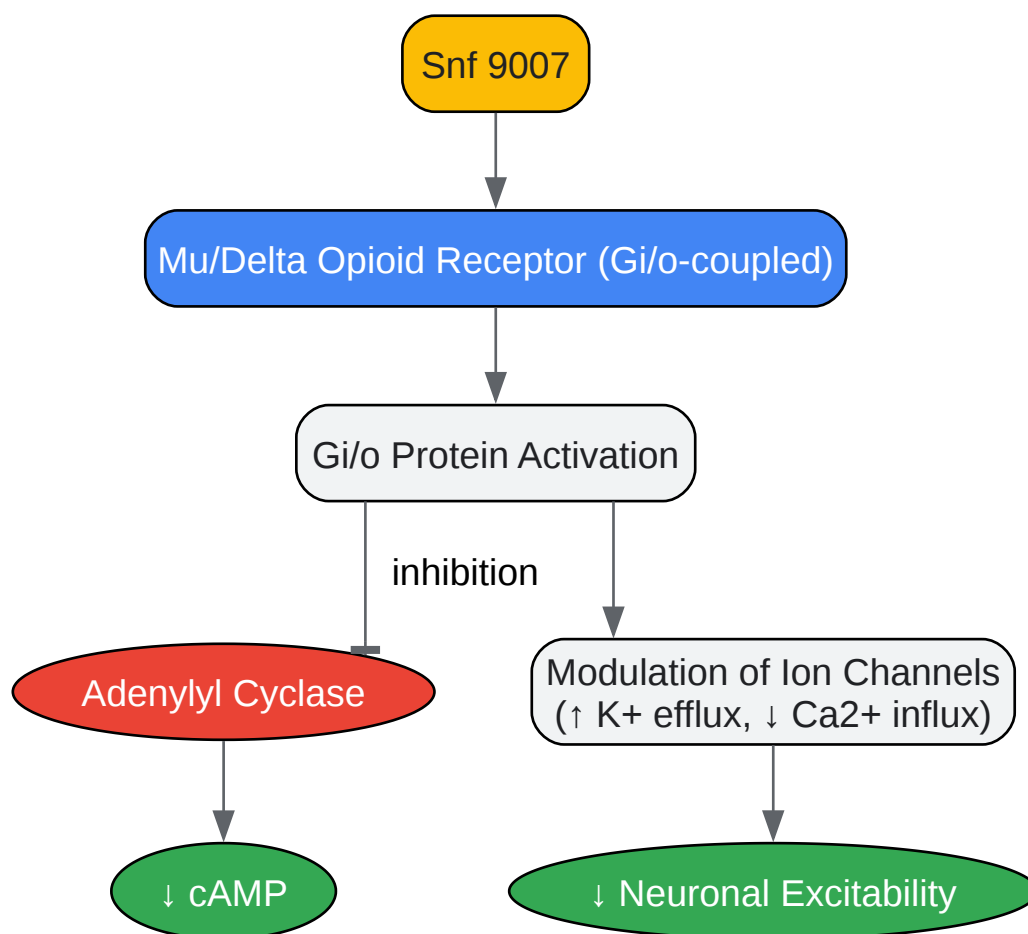 Snf 9007
Mu/Delta Opioid Receptor (Gi/o-coupled)
Gi/o Protein Activation
inhibition
Adenylyl Cyclase
Modulation of Ion Channels
(↑ K+ efflux, ↓ Ca2+ influx)
↓ cAMP
↓ Neuronal Excitability